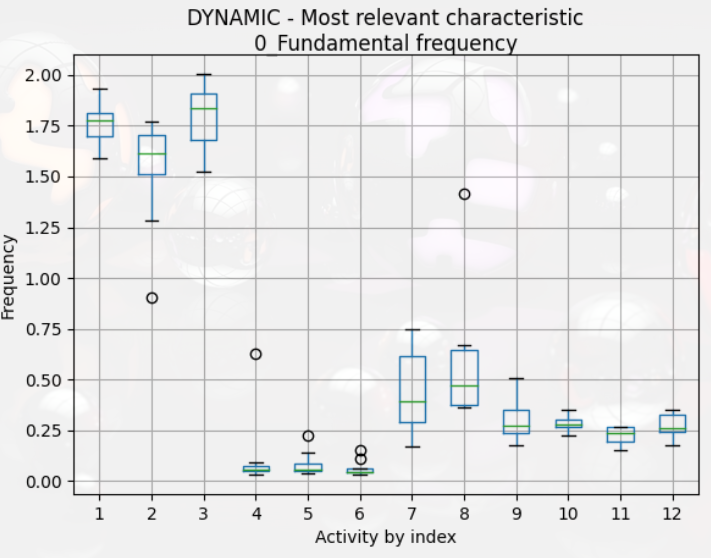 DYNAMIC - Most relevant characteristic
0_Fundamental frequency
2.00
1.75
1.50
1.25
1.00
0.75
0.50
0.25
0.00
Frequency
1 2 3 4 5 6 7 8 9 10 11 12
Activity by index